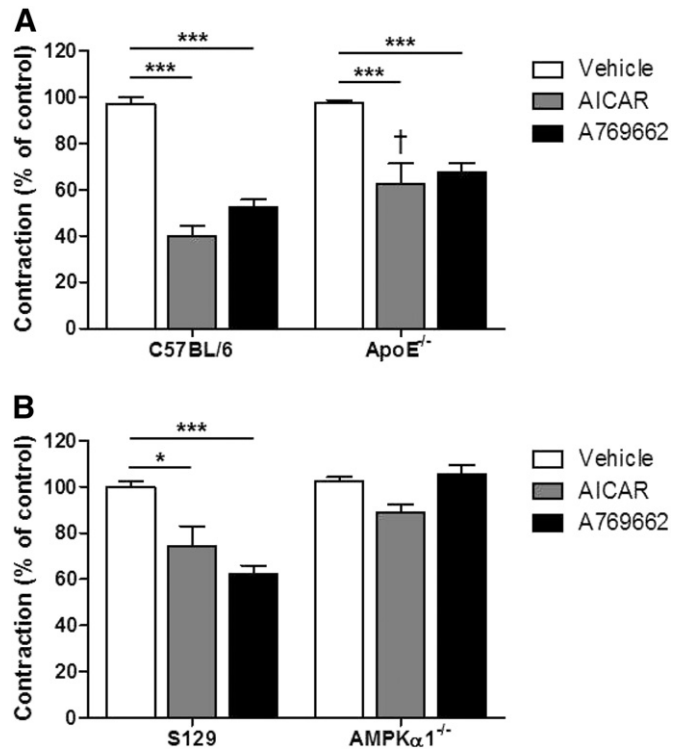 A
Contraction (% of control)
120
100
80
60
40
20
0
***
***
***
***
†
C57BL/6
ApoE-/-
Vehicle
AICAR
A769662
B
Contraction (% of control)
120
100
80
60
40
20
0
***
*
S129
AMPKα1-/-
Vehicle
AICAR
A769662